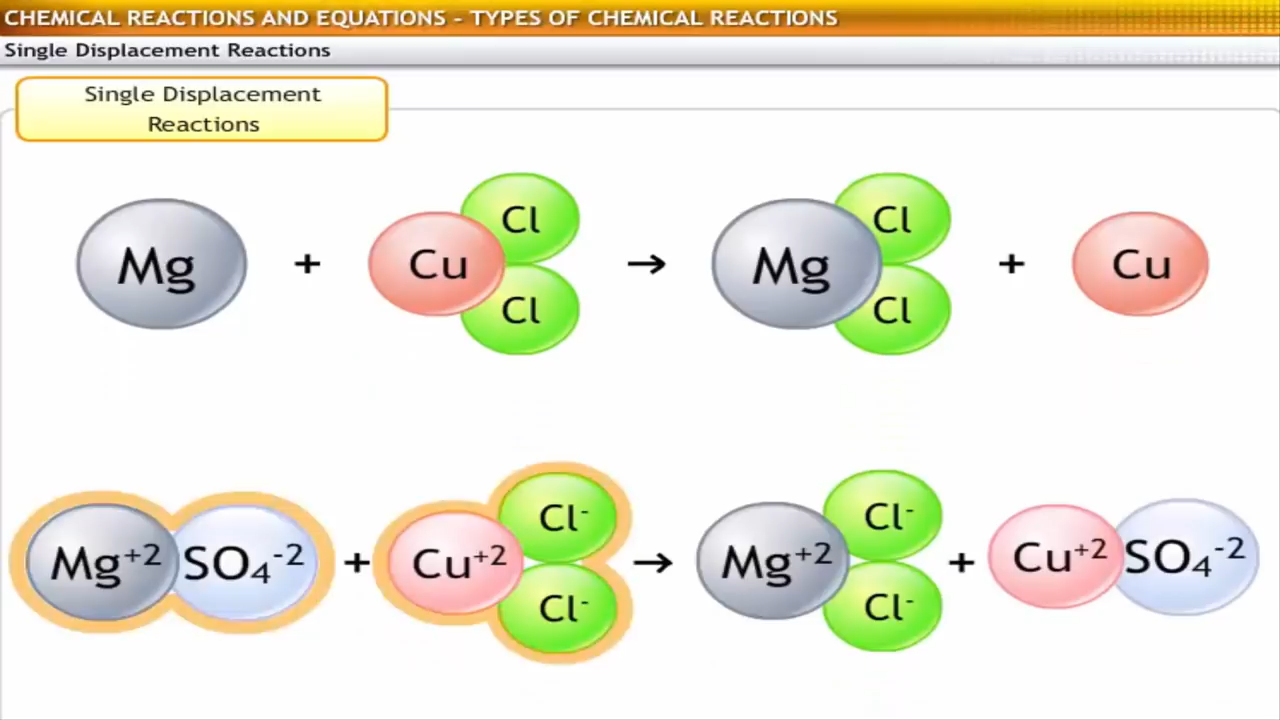 CHEMICAL REACTIONS AND EQUATIONS - TYPES OF CHEMICAL REACTIONS
Single Displacement Reactions
Single Displacement
Reactions
Mg + Cu Cl Cl → Mg Cl Cl + Cu
Mg⁺² SO₄⁻² + Cu⁺² Cl⁻ Cl⁻ → Mg⁺² Cl⁻ Cl⁻ + Cu⁺² SO₄⁻²